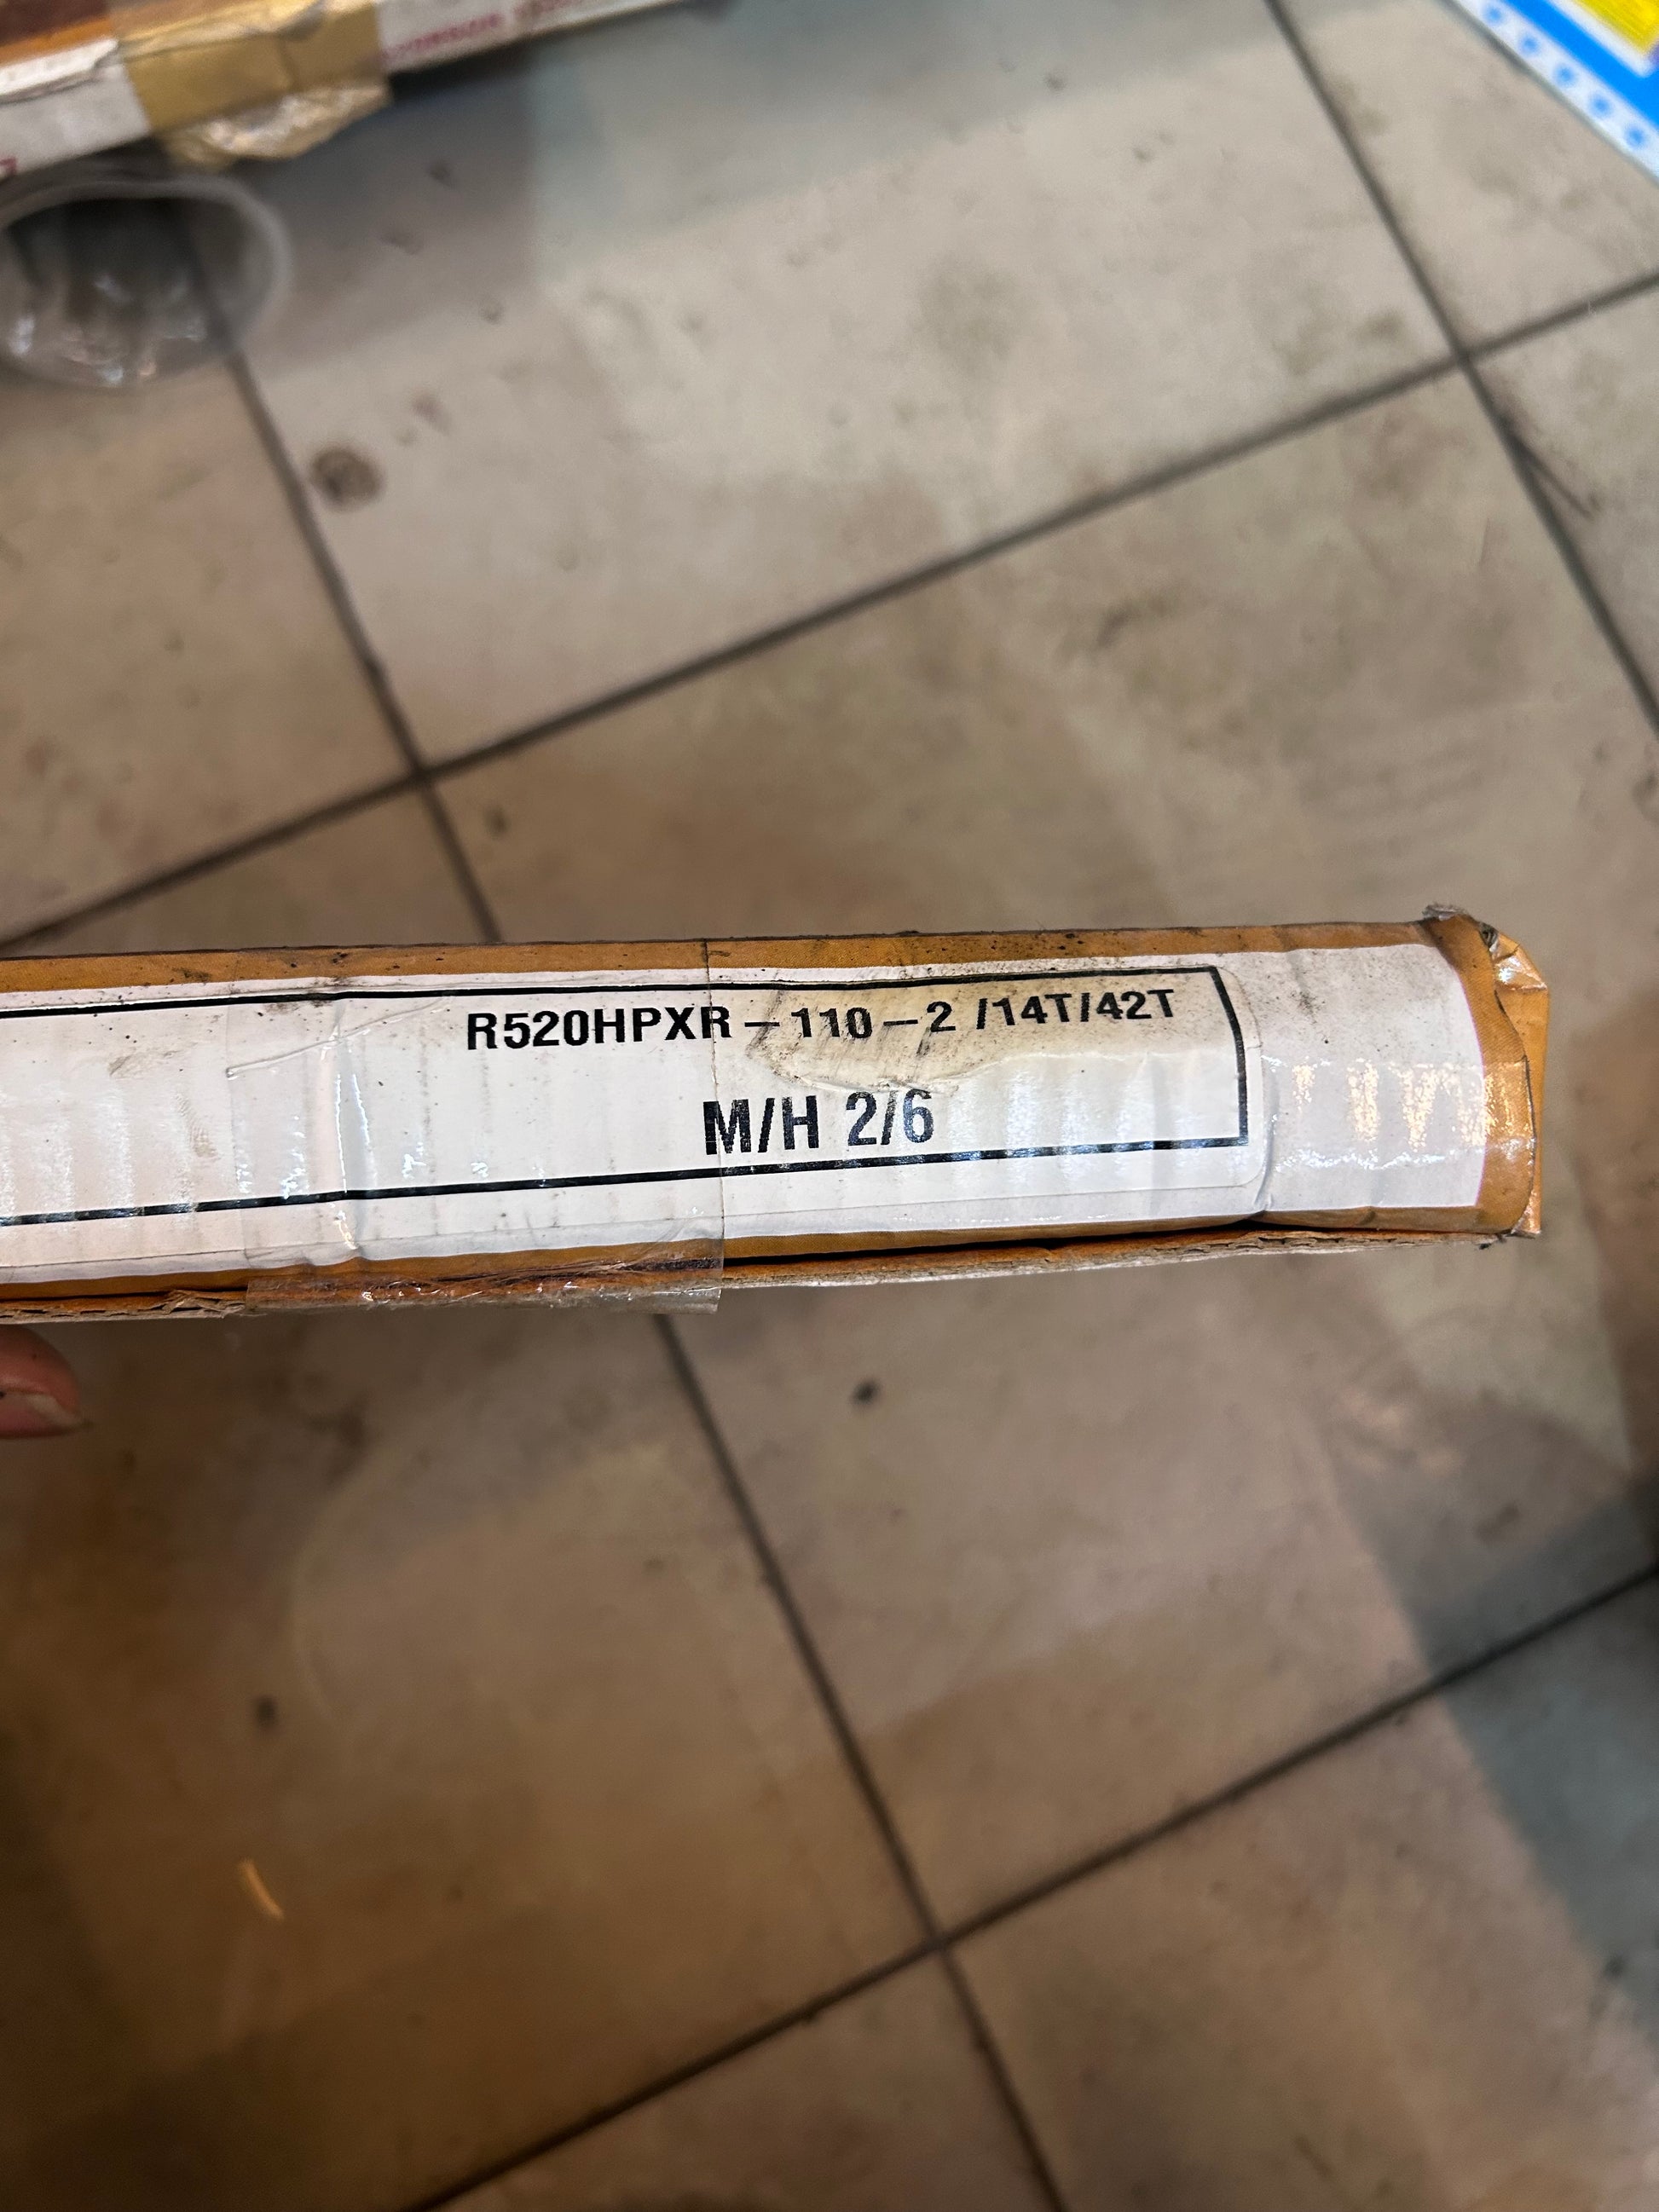 R520HPXR – 110 – 2 /14T/42T
M/H 2/6